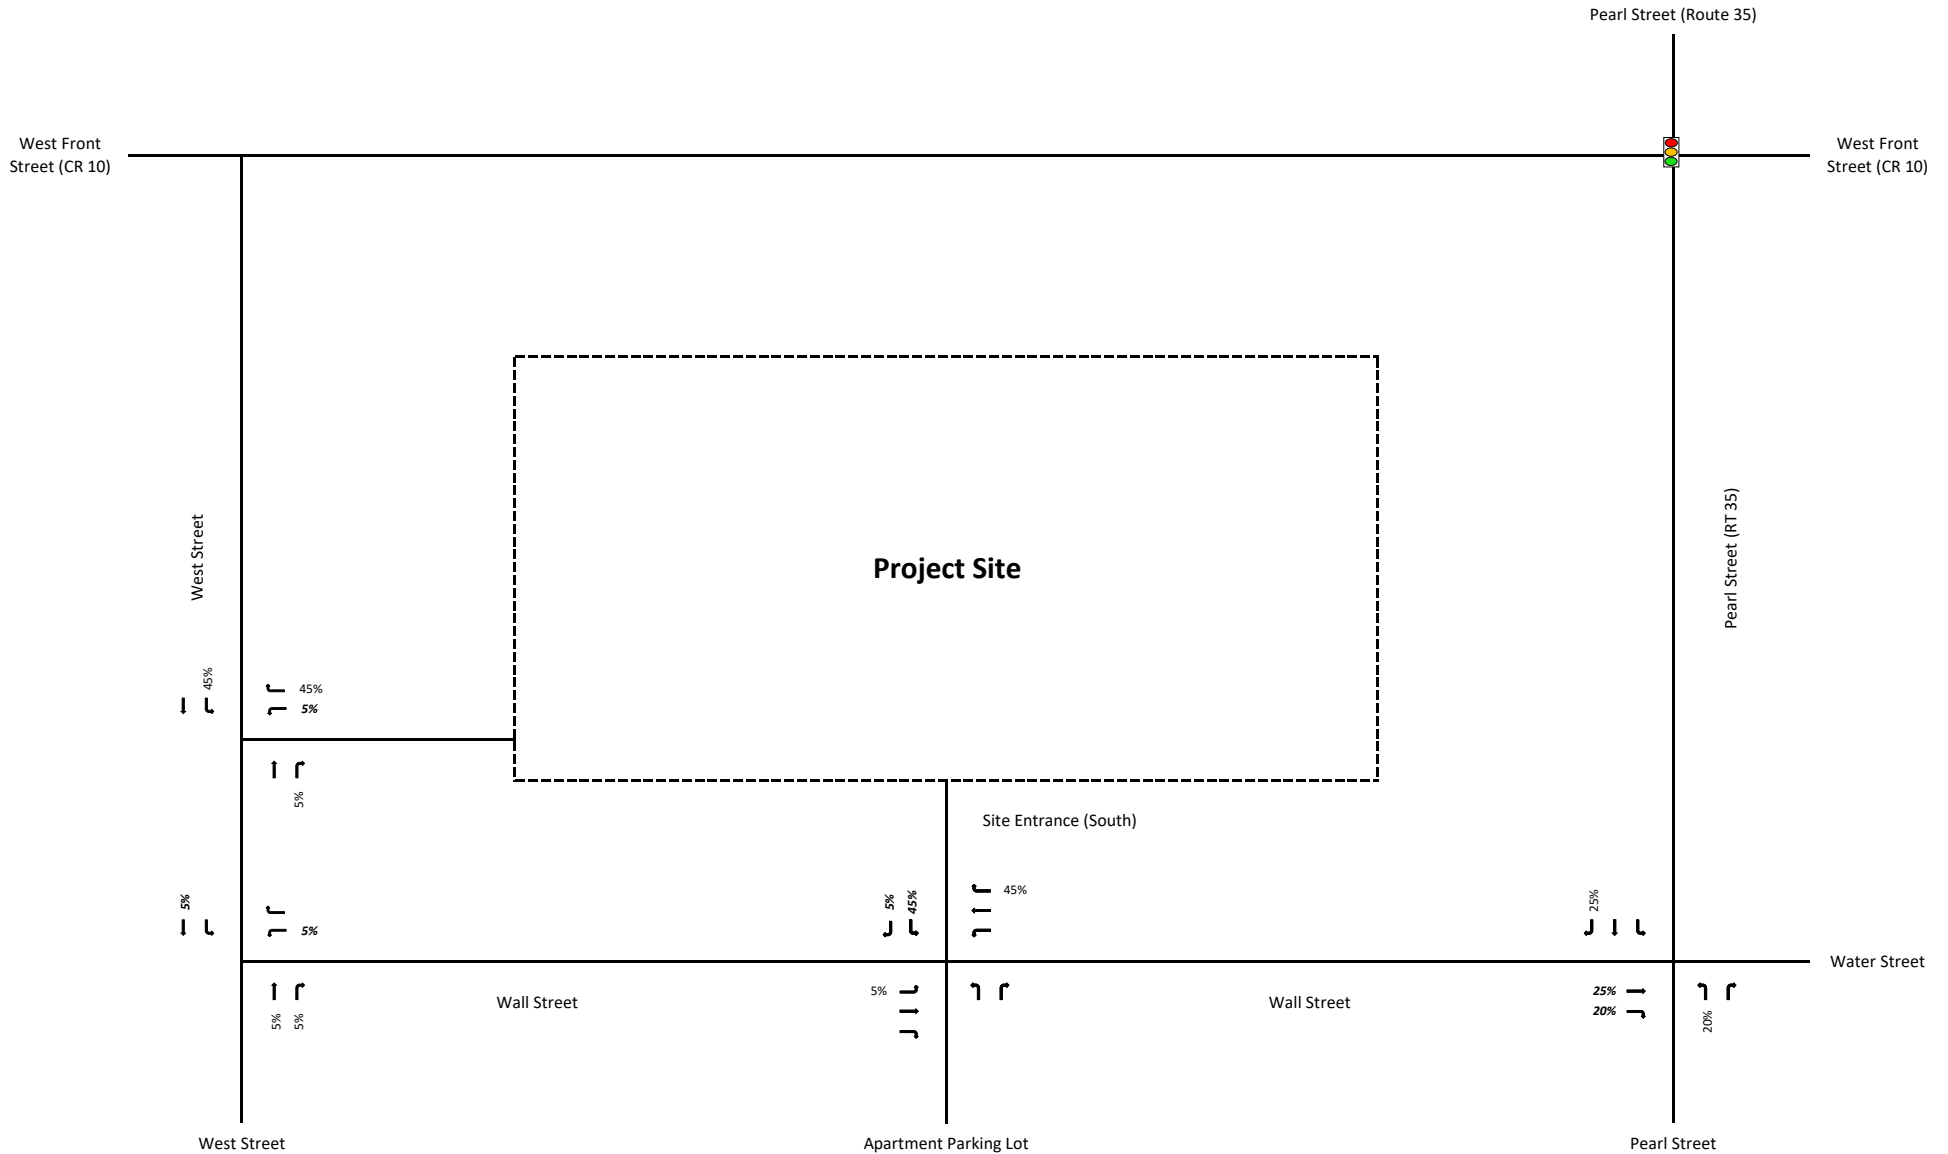 Pearl Street (Route 35)
West Front
Street (CR 10)
West Front
Street (CR 10)
West Street
Pearl Street (RT 35)
Project Site
45%
45%
5%
5%
Site Entrance (South)
5%
5%
5%
45%
45%
25%
Water Street
5%
5%
Wall Street
5%
Wall Street
25%
20%
20%
West Street
Apartment Parking Lot
Pearl Street